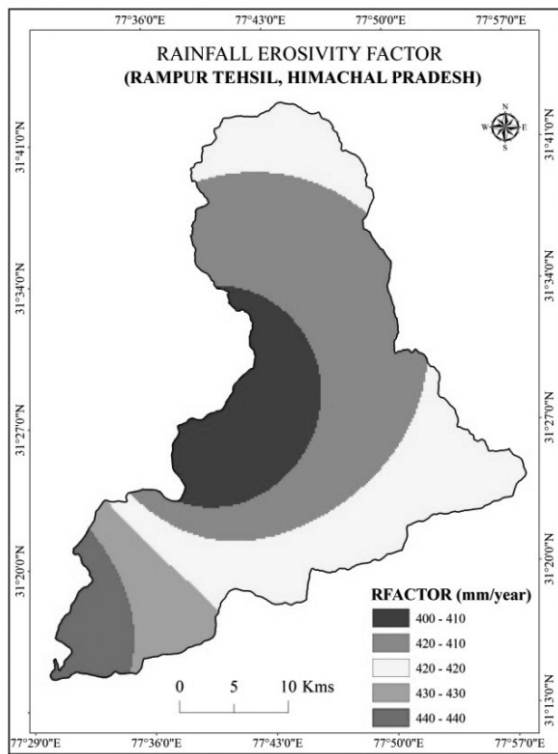 77°36'0"E 77°43'0"E 77°50'0"E 77°57'0"E
RAINFALL EROSIVITY FACTOR
(RAMPUR TEHSIL, HIMACHAL PRADESH)
N
W E
S
31°41'0"N 31°41'0"N
31°34'0"N 31°34'0"N
31°27'0"N 31°27'0"N
31°20'0"N 31°20'0"N
31°13'0"N
RFACTOR (mm/year)
400 - 410
420 - 410
420 - 420
430 - 430
440 - 440
0 5 10 Kms
77°29'0"E 77°36'0"E 77°43'0"E 77°50'0"E 77°57'0"E